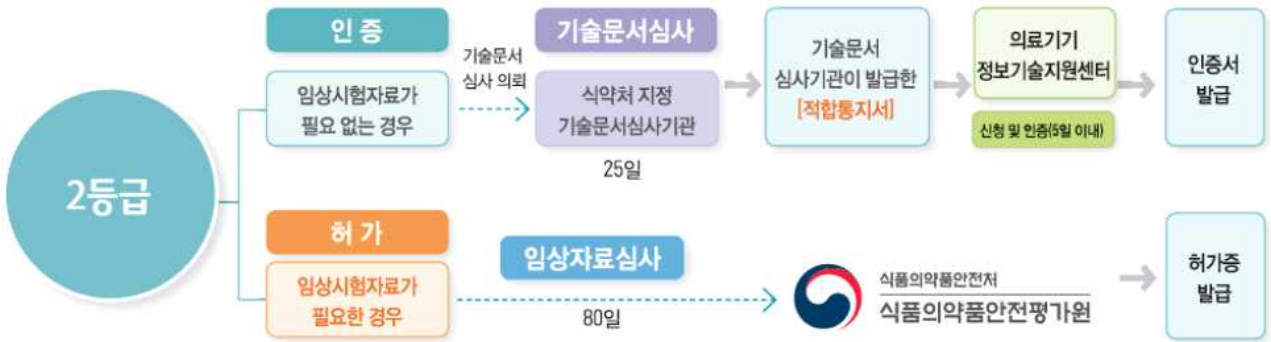 2등급
인 증
임상시험자료가
필요 없는 경우
기술문서
심사 의뢰
기술문서심사
식약처 지정
기술문서심사기관
25일
기술문서
심사기관이 발급한
[적합통지서]
의료기기
정보기술지원센터
신청 및 인증(5일 이내)
인증서
발급
허 가
임상시험자료가
필요한 경우
임상자료심사
80일
식품의약품안전처
식품의약품안전평가원
허가증
발급